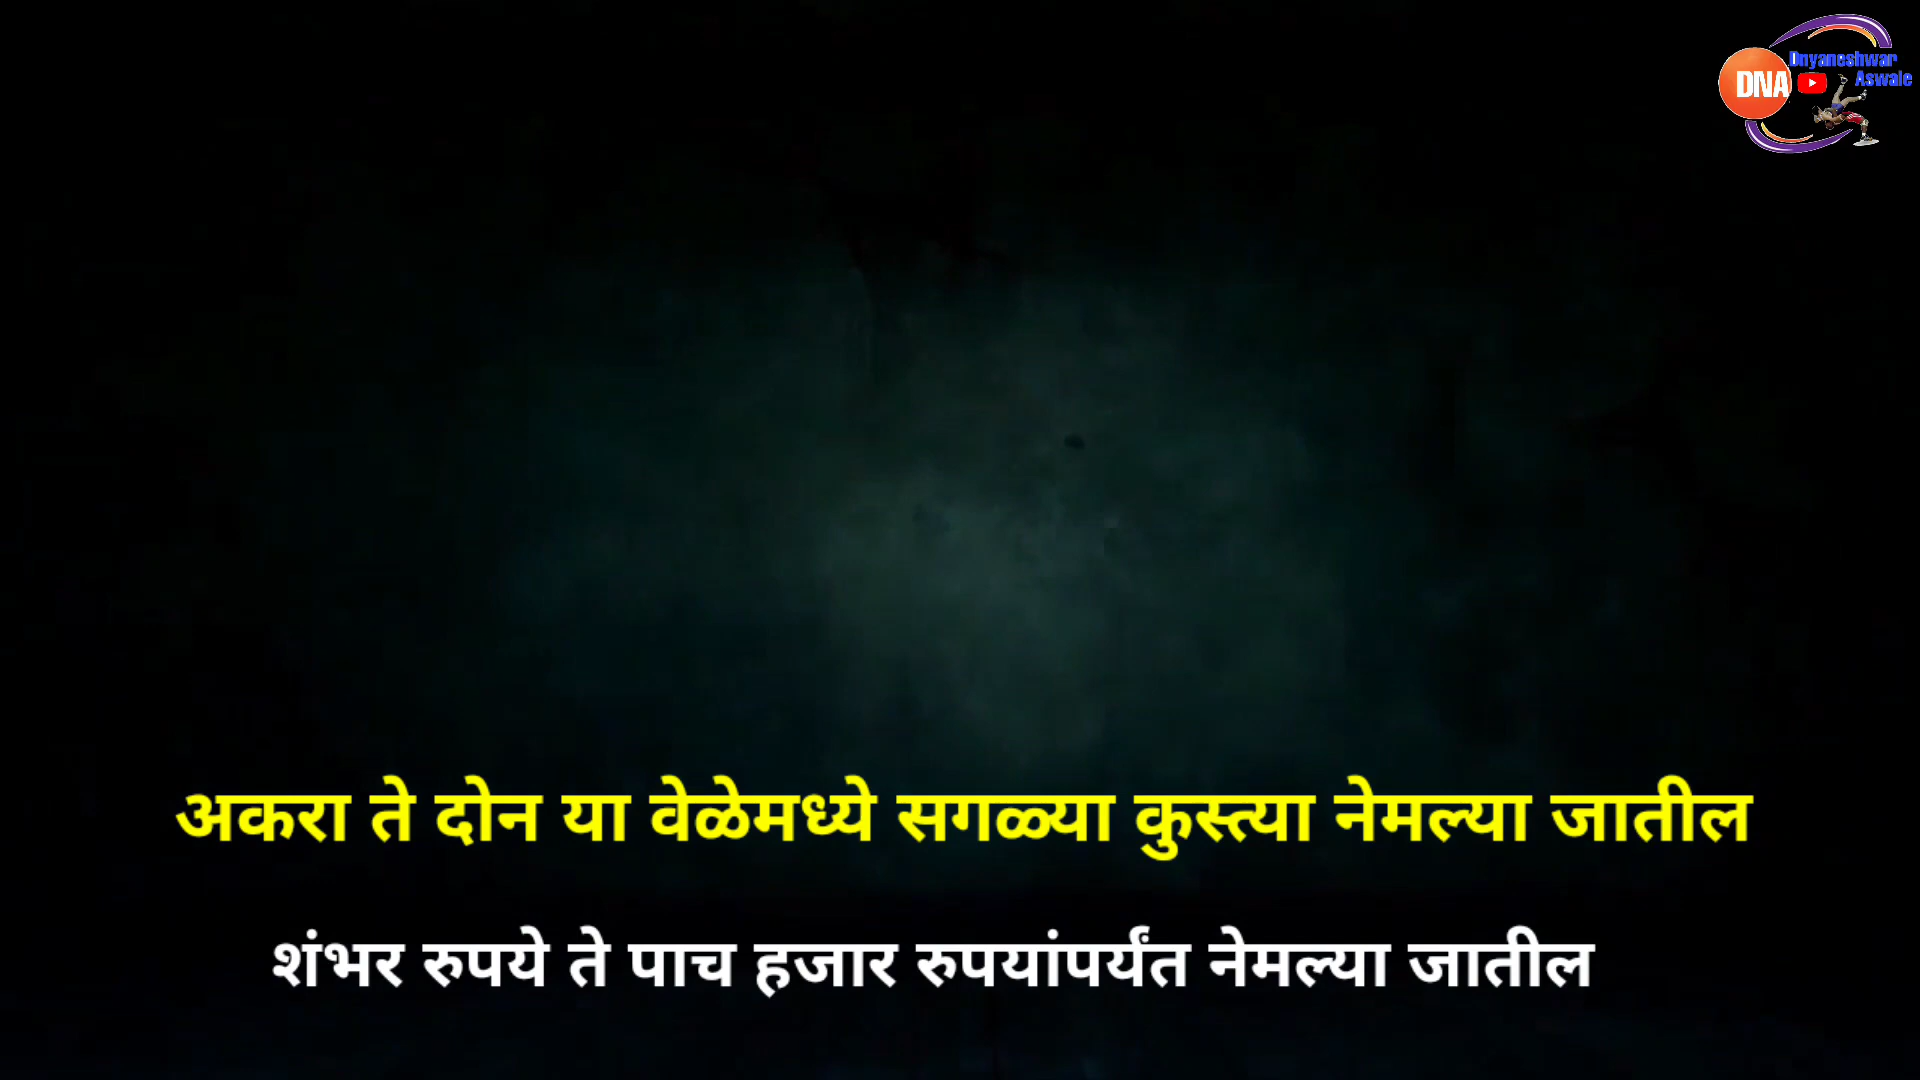 Dnyaneshwar
DNA
Aswale
अकरा ते दोन या वेळेमध्ये सगळ्या कुस्त्या नेमल्या जातील
शंभर रुपये ते पाच हजार रुपयांपर्यंत नेमल्या जातील